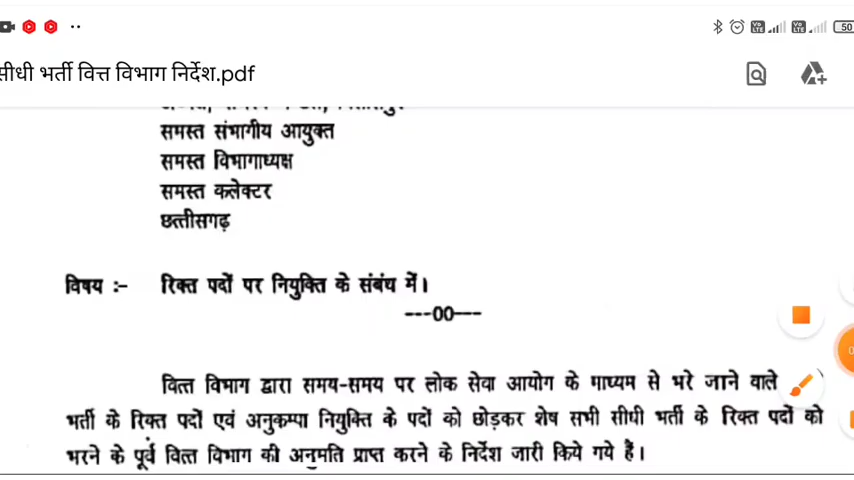 50
सीधी भर्ती वित्त विभाग निर्देश.pdf
समस्त संभागीय आयुक्त
समस्त विभागाध्यक्ष
समस्त कलेक्टर
छत्तीसगढ़
विषय :- रिक्त पदों पर नियुक्ति के संबंध में।
---00---
वित्त विभाग द्वारा समय-समय पर लोक सेवा आयोग के माध्यम से भरे जाने वाले
भर्ती के रिक्त पदों एवं अनुकम्पा नियुक्ति के पदों को छोड़कर शेष सभी सीधी भर्ती के रिक्त पदों को
भरने के पूर्व वित्त विभाग की अनुमति प्राप्त करने के निर्देश जारी किये गये हैं।